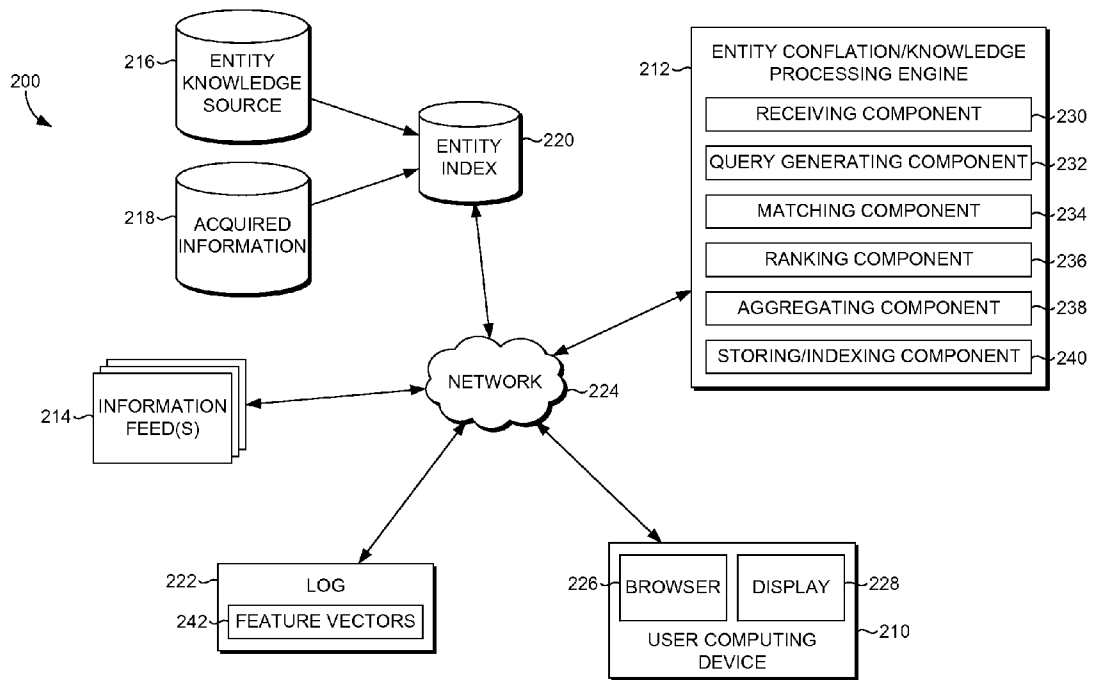 200
216
ENTITY
KNOWLEDGE
SOURCE
218
ACQUIRED
INFORMATION
ENTITY
INDEX
220
212
ENTITY CONFLATION/KNOWLEDGE
PROCESSING ENGINE
RECEIVING COMPONENT
230
QUERY GENERATING COMPONENT
232
MATCHING COMPONENT
234
RANKING COMPONENT
236
AGGREGATING COMPONENT
238
STORING/INDEXING COMPONENT
240
NETWORK
224
214
INFORMATION
FEED(S)
222
LOG
242
FEATURE VECTORS
226
BROWSER
DISPLAY
228
USER COMPUTING
DEVICE
210